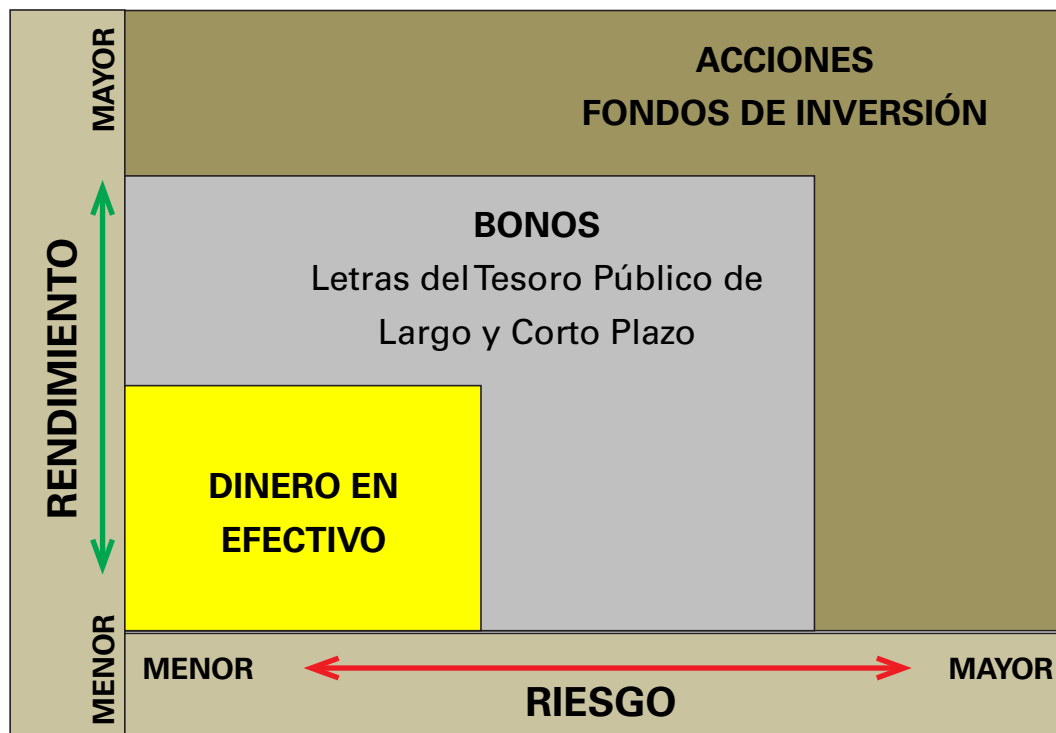 MAYOR
ACCIONES
FONDOS DE INVERSIÓN
RENDIMIENTO
BONOS
Letras del Tesoro Público de
Largo y Corto Plazo
DINERO EN
EFECTIVO
MENOR
MENOR
MAYOR
RIESGO